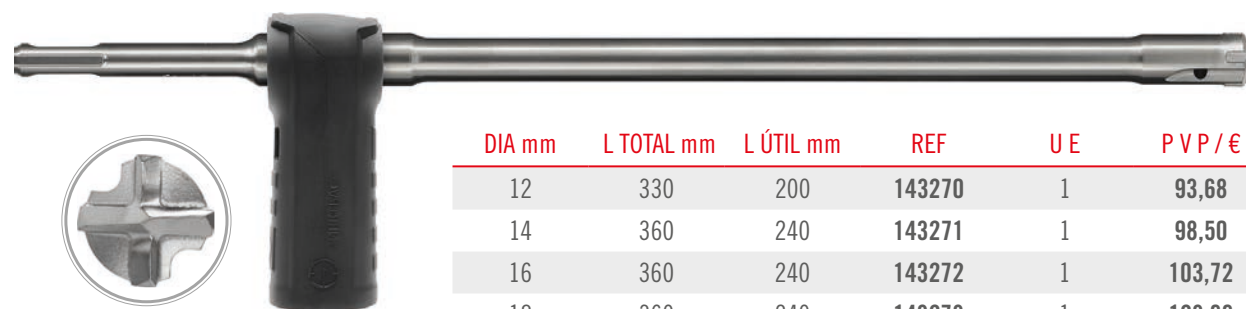 DIA mm L TOTAL mm L ÚTIL mm REF U E P V P / €
12 330 200 143270 1 93,68
14 360 240 143271 1 98,50
16 360 240 143272 1 103,72